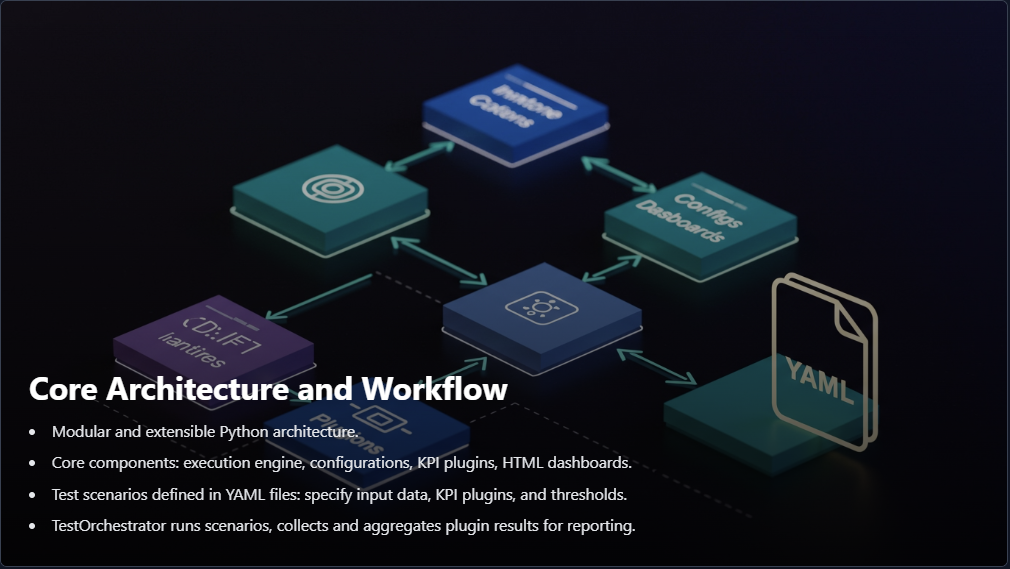 Configs
Dasboards
YAML
Core Architecture and Workflow
• Modular and extensible Python architecture.
• Core components: execution engine, configurations, KPI plugins, HTML dashboards.
• Test scenarios defined in YAML files: specify input data, KPI plugins, and thresholds.
• TestOrchestrator runs scenarios, collects and aggregates plugin results for reporting.